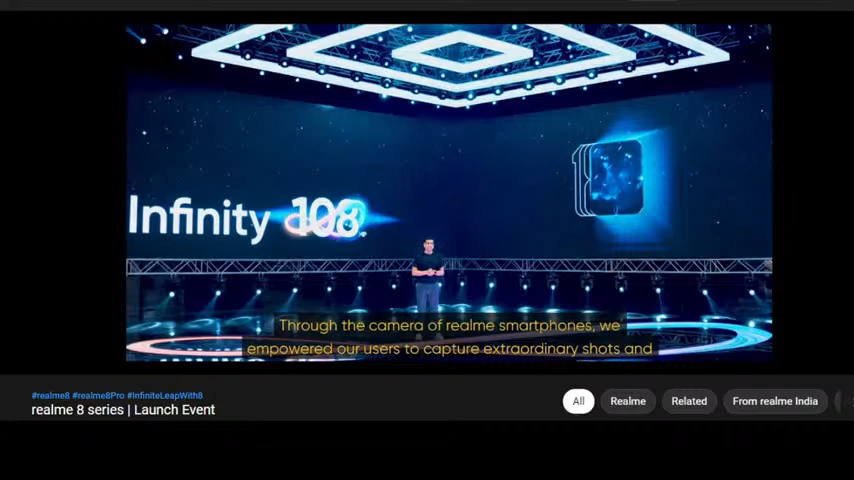 Infinity 108
Through the camera of realme smartphones, we
empowered our users to capture extraordinary shots and
#realme8 #realme8Pro #InfiniteLeapWith8
realme 8 series | Launch Event
All
Realme
Related
From realme India